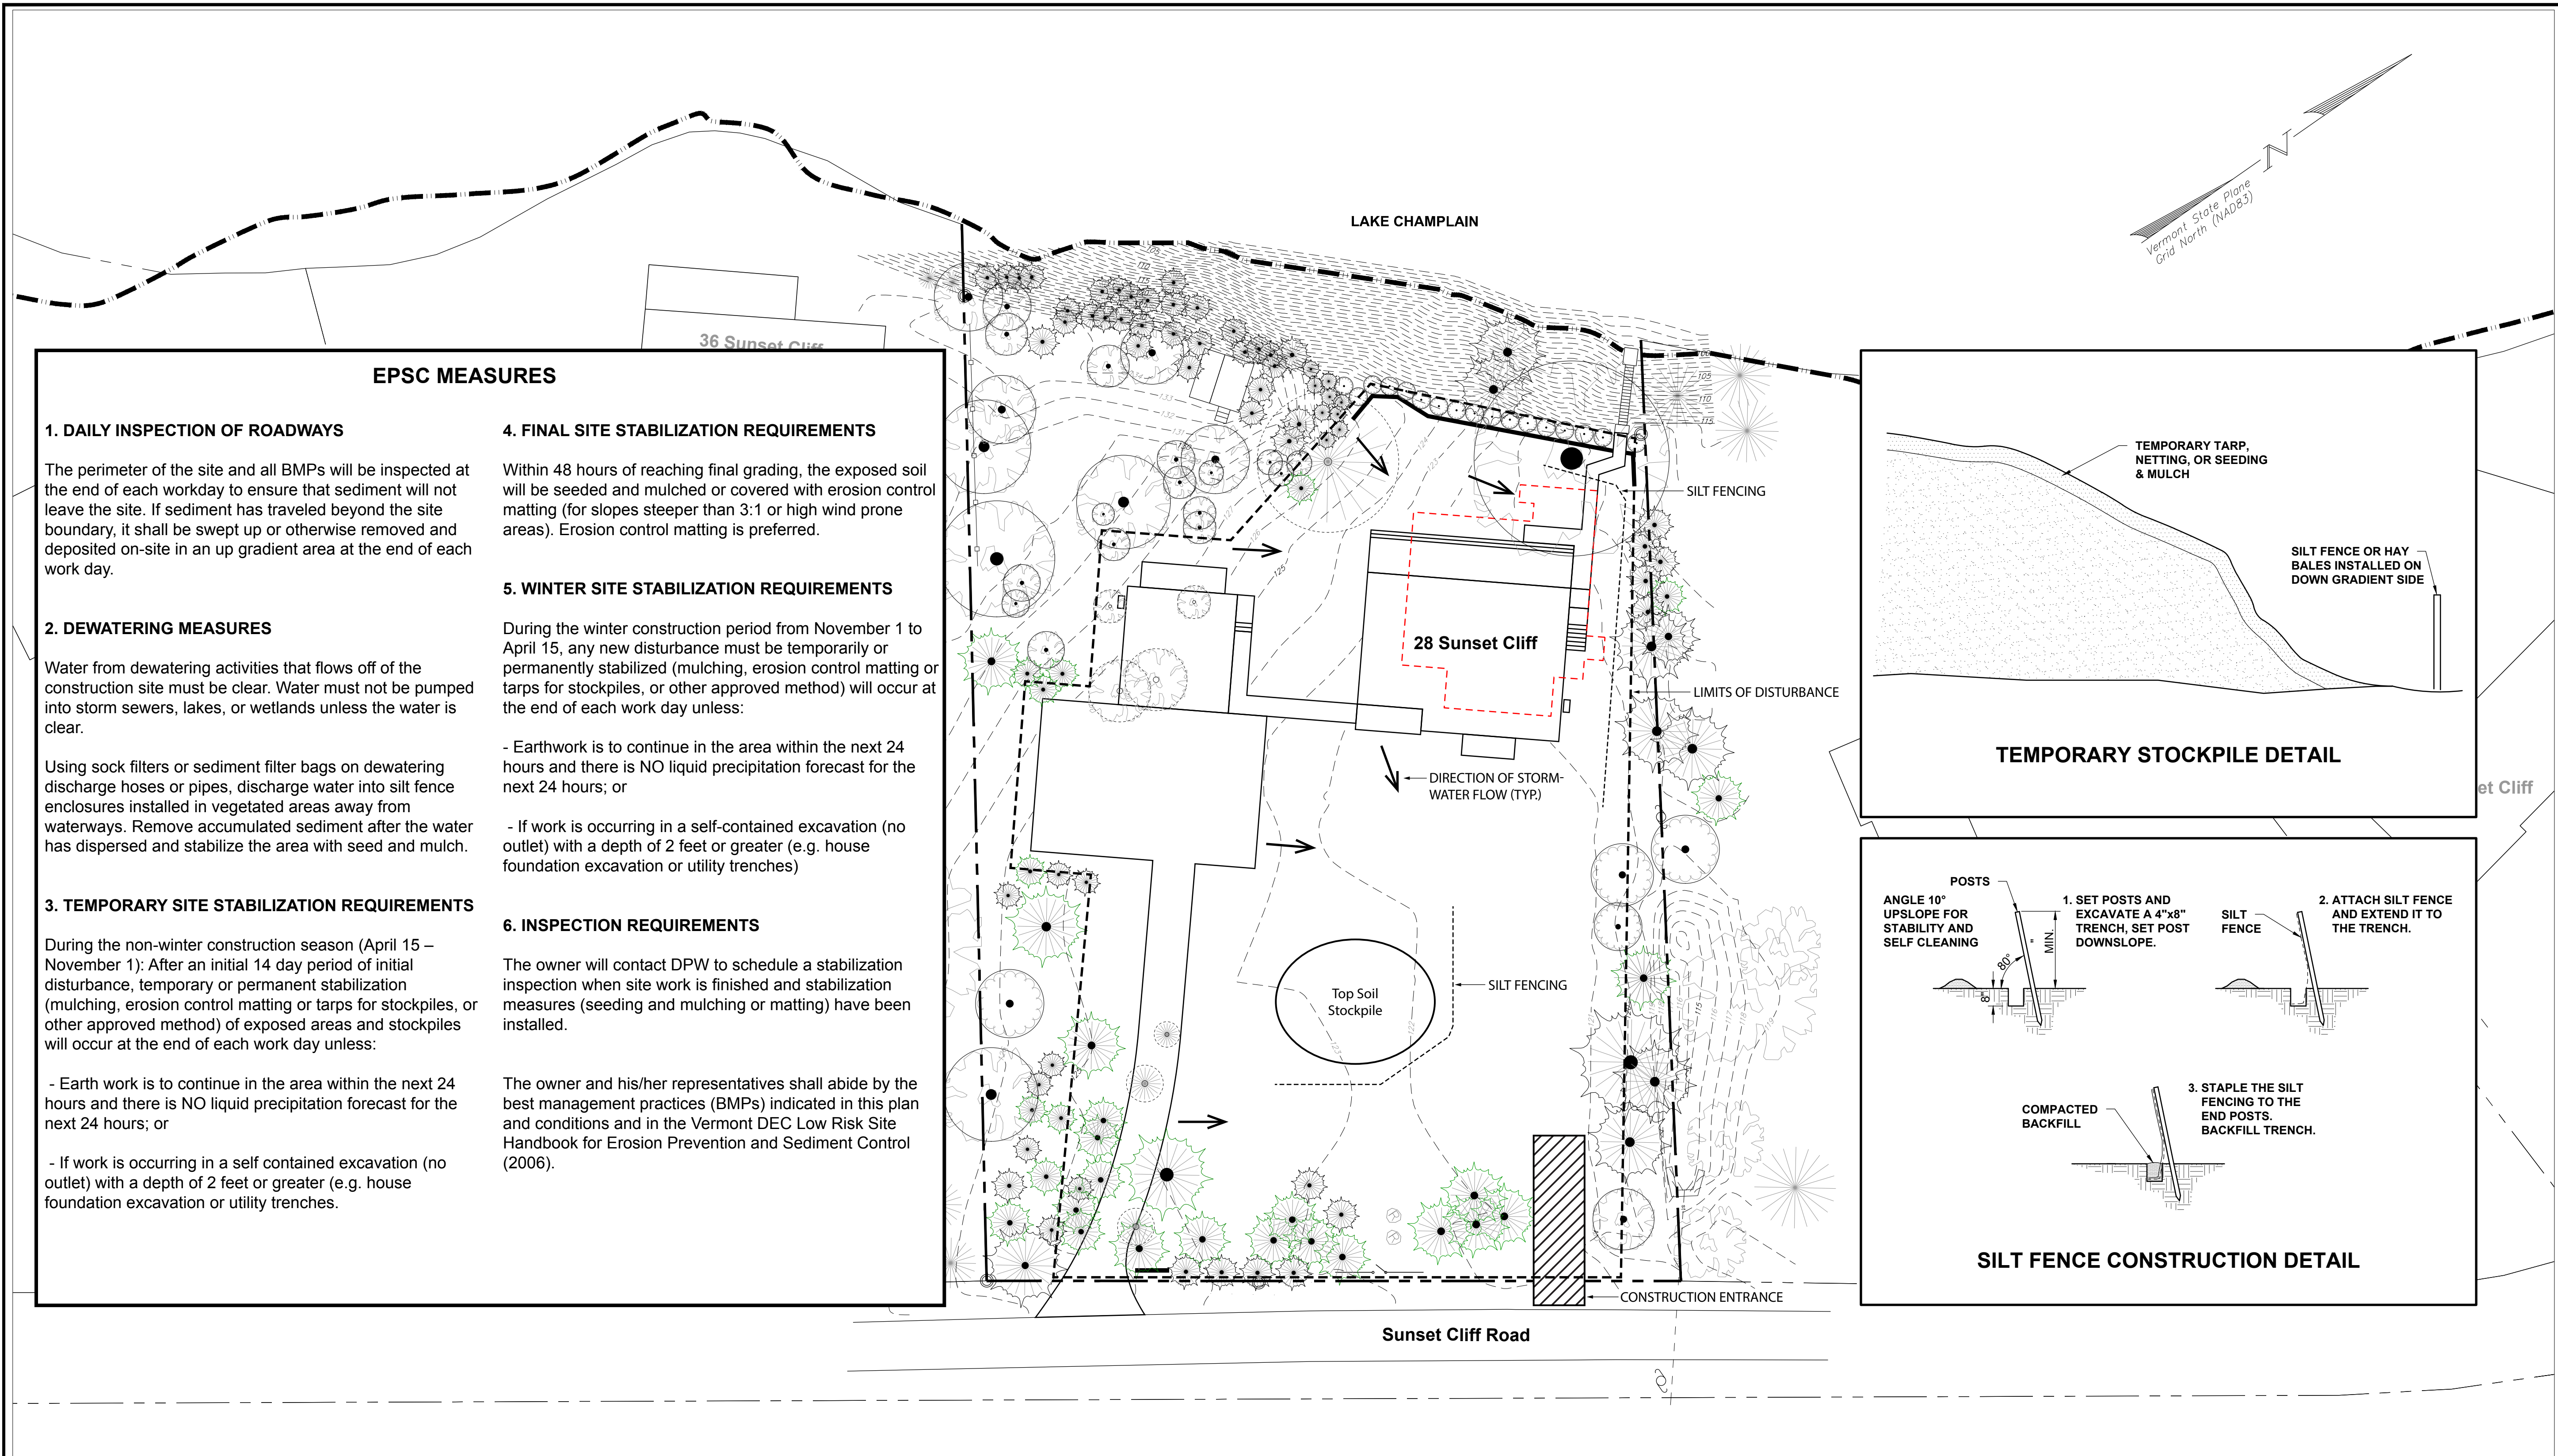 LAKE CHAMPLAIN
Vermont State Plane
Grid North (NAD83)
N
36 Sunset Cliff
EPSC MEASURES
1. DAILY INSPECTION OF ROADWAYS
The perimeter of the site and all BMPs will be inspected at
the end of each workday to ensure that sediment will not
leave the site. If sediment has traveled beyond the site
boundary, it shall be swept up or otherwise removed and
deposited on-site in an up gradient area at the end of each
work day.
2. DEWATERING MEASURES
Water from dewatering activities that flows off of the
construction site must be clear. Water must not be pumped
into storm sewers, lakes, or wetlands unless the water is
clear.
Using sock filters or sediment filter bags on dewatering
discharge hoses or pipes, discharge water into silt fence
enclosures installed in vegetated areas away from
waterways. Remove accumulated sediment after the water
has dispersed and stabilize the area with seed and mulch.
3. TEMPORARY SITE STABILIZATION REQUIREMENTS
During the non-winter construction season (April 15 –
November 1): After an initial 14 day period of initial
disturbance, temporary or permanent stabilization
(mulching, erosion control matting or tarps for stockpiles, or
other approved method) of exposed areas and stockpiles
will occur at the end of each work day unless:
- Earth work is to continue in the area within the next 24
hours and there is NO liquid precipitation forecast for the
next 24 hours; or
- If work is occurring in a self contained excavation (no
outlet) with a depth of 2 feet or greater (e.g. house
foundation excavation or utility trenches.
4. FINAL SITE STABILIZATION REQUIREMENTS
Within 48 hours of reaching final grading, the exposed soil
will be seeded and mulched or covered with erosion control
matting (for slopes steeper than 3:1 or high wind prone
areas). Erosion control matting is preferred.
5. WINTER SITE STABILIZATION REQUIREMENTS
During the winter construction period from November 1 to
April 15, any new disturbance must be temporarily or
permanently stabilized (mulching, erosion control matting or
tarps for stockpiles, or other approved method) will occur at
the end of each work day unless:
- Earthwork is to continue in the area within the next 24
hours and there is NO liquid precipitation forecast for the
next 24 hours; or
- If work is occurring in a self-contained excavation (no
outlet) with a depth of 2 feet or greater (e.g. house
foundation excavation or utility trenches)
6. INSPECTION REQUIREMENTS
The owner will contact DPW to schedule a stabilization
inspection when site work is finished and stabilization
measures (seeding and mulching or matting) have been
installed.
The owner and his/her representatives shall abide by the
best management practices (BMPs) indicated in this plan
and conditions and in the Vermont DEC Low Risk Site
Handbook for Erosion Prevention and Sediment Control
(2006).
105
110
115
133
132
131
127
126
125
124
123
105
110
115
SILT FENCING
28 Sunset Cliff
LIMITS OF DISTURBANCE
DIRECTION OF STORM-
WATER FLOW (TYP.)
Top Soil
Stockpile
SILT FENCING
123
122
121
115
116
117
118
119
CONSTRUCTION ENTRANCE
Sunset Cliff Road
TEMPORARY TARP,
NETTING, OR SEEDING
& MULCH
SILT FENCE OR HAY
BALES INSTALLED ON
DOWN GRADIENT SIDE
TEMPORARY STOCKPILE DETAIL
et Cliff
POSTS
ANGLE 10°
UPSLOPE FOR
STABILITY AND
SELF CLEANING
1. SET POSTS AND
EXCAVATE A 4"x8"
TRENCH, SET POST
DOWNSLOPE.
80°
"
MIN.
8"
SILT
FENCE
2. ATTACH SILT FENCE
AND EXTEND IT TO
THE TRENCH.
COMPACTED
BACKFILL
3. STAPLE THE SILT
FENCING TO THE
END POSTS.
BACKFILL TRENCH.
SILT FENCE CONSTRUCTION DETAIL